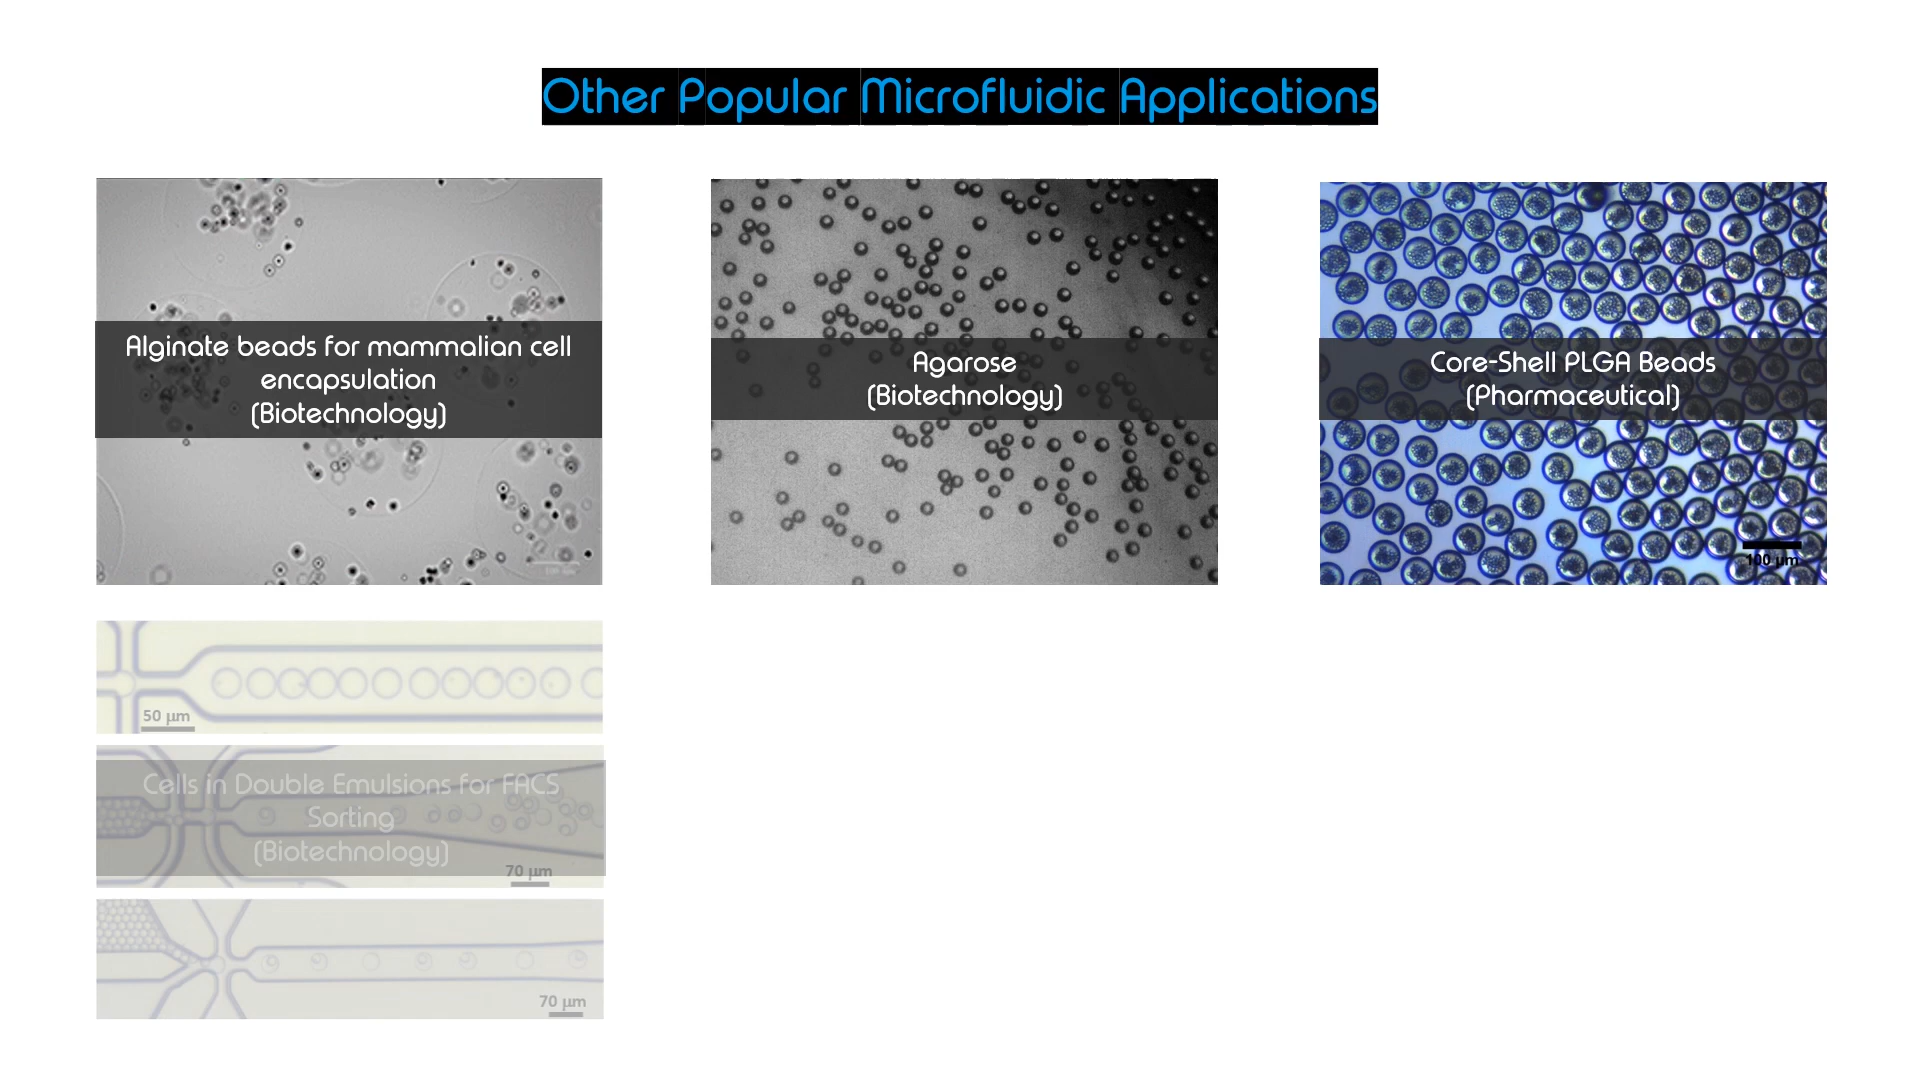 Other Popular Microfluidic Applications
Alginate beads for mammalian cell
encapsulation
(Biotechnology)
Agarose
(Biotechnology)
Core-Shell PLGA Beads
(Pharmaceutical)
100 µm
50 µm
Cells in Double Emulsions for FACS
Sorting
(Biotechnology)
70 µm
70 µm